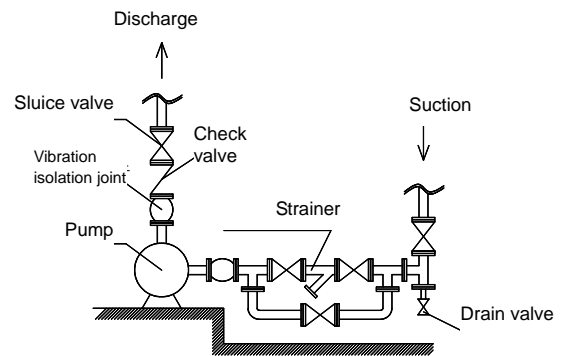 Discharge
Sluice valve
Suction
Check
valve
Vibration
isolation joint
Strainer
Pump
Drain valve